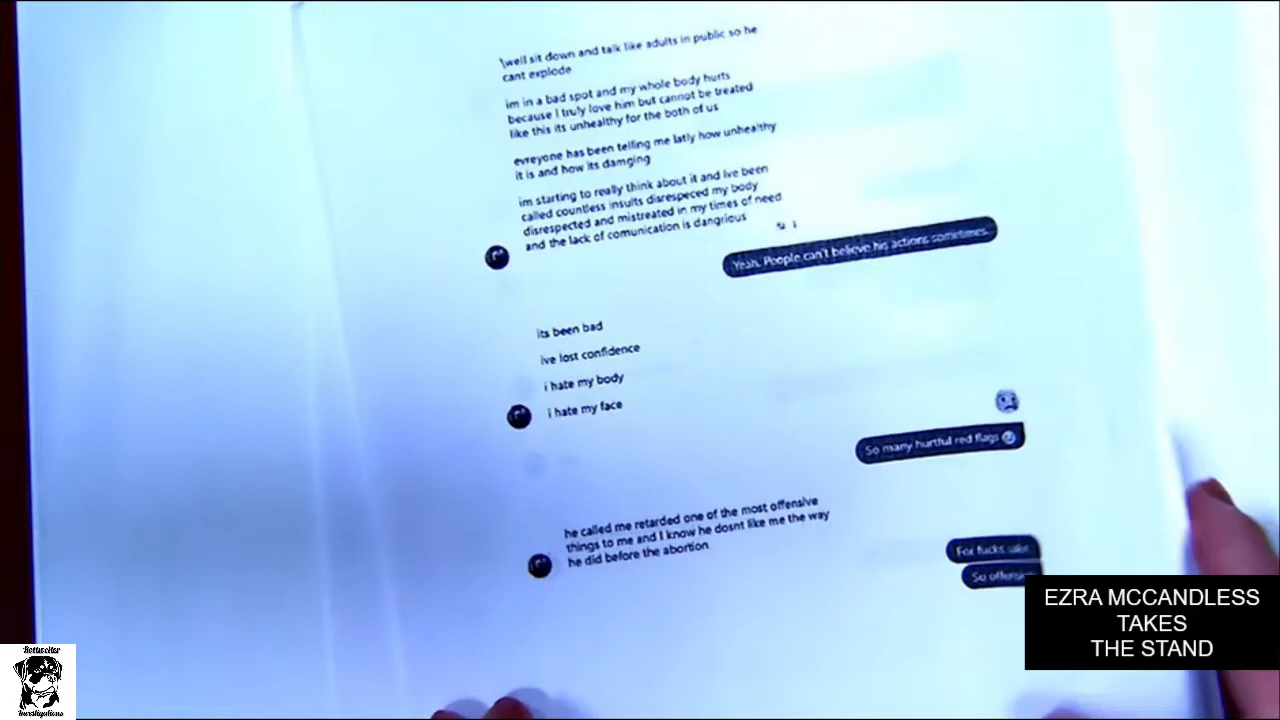 \well sit down and talk like adults in public so he
cant explode
im in a bad spot and my whole body hurts
because I truly love him but cannot be treated
like this its unhealthy for the both of us
evreyone has been telling me latly how unhealthy
it is and how its damging
im starting to really think about it and ive been
called countless insults disrespeced my body
disrespected and mistreated in my times of need
and the lack of comunication is dangrious
Yeah. People can't believe his actions sometimes.
its been bad
ive lost confidence
i hate my body
i hate my face
So many hurtful red flags
he called me retarded one of the most offensive
things to me and I know he dosnt like me the way
he did before the abortion
For fucks sake
So offensive
EZRA MCCANDLESS
TAKES
THE STAND
Rottweiler
Investigations